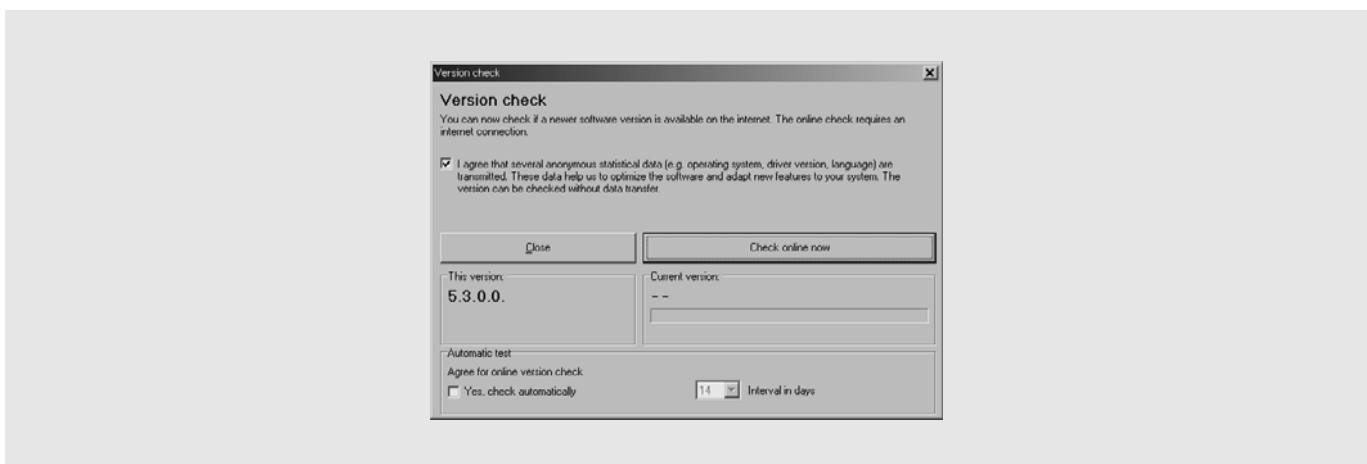 Version check
Version check
You can now check if a newer software version is available on the internet. The online check requires an
internet connection.
I agree that several anonymous statistical data (e.g. operating system, driver version, language) are
transmitted. These data help us to optimize the software and adapt new features to your system. The
version can be checked without data transfer.
Close
Check online now
This version:
Current version:
5.3.0.0.
--
Automatic test
Agree for online version check
Yes, check automatically
14
Interval in days